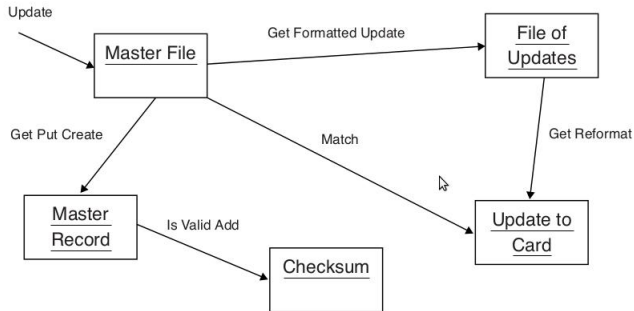 Update
Get Formatted Update
File of
Updates
Master File
Get Put Create
Match
Get Reformat
Master
Record
Is Valid Add
Update to
Card
Checksum